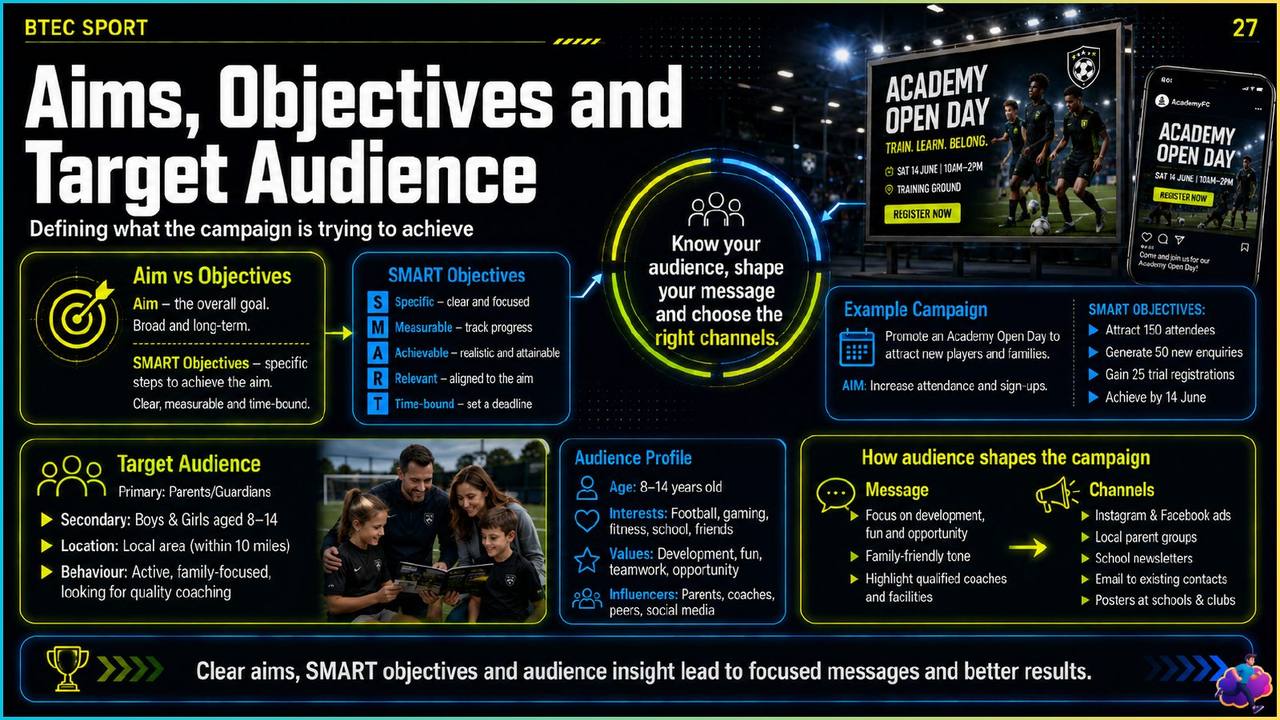 BTEC SPORT
27
Aims, Objectives and
Target Audience
Defining what the campaign is trying to achieve
Aim vs Objectives
Aim – the overall goal.
Broad and long-term.
SMART Objectives – specific
steps to achieve the aim.
Clear, measurable and time-bound.
SMART Objectives
S Specific – clear and focused
M Measurable – track progress
A Achievable – realistic and attainable
R Relevant – aligned to the aim
T Time-bound – set a deadline
Know your
audience, shape
your message
and choose the
right channels.
ACADEMY
OPEN DAY
TRAIN. LEARN. BELONG.
SAT 14 JUNE | 10AM–2PM
TRAINING GROUND
REGISTER NOW
AcademyFC
ACADEMY
OPEN DAY
SAT 14 JUNE | 10AM–2PM
REGISTER NOW
Come and join us for our
Academy Open Day!
Example Campaign
Promote an Academy Open Day to
attract new players and families.
AIM: Increase attendance and sign-ups.
SMART OBJECTIVES:
Attract 150 attendees
Generate 50 new enquiries
Gain 25 trial registrations
Achieve by 14 June
Target Audience
Primary: Parents/Guardians
Secondary: Boys & Girls aged 8–14
Location: Local area (within 10 miles)
Behaviour: Active, family-focused,
looking for quality coaching
Audience Profile
Age: 8–14 years old
Interests: Football, gaming,
fitness, school, friends
Values: Development, fun,
teamwork, opportunity
Influencers: Parents, coaches,
peers, social media
How audience shapes the campaign
Message
Focus on development,
fun and opportunity
Family-friendly tone
Highlight qualified coaches
and facilities
Channels
Instagram & Facebook ads
Local parent groups
School newsletters
Email to existing contacts
Posters at schools & clubs
Clear aims, SMART objectives and audience insight lead to focused messages and better results.